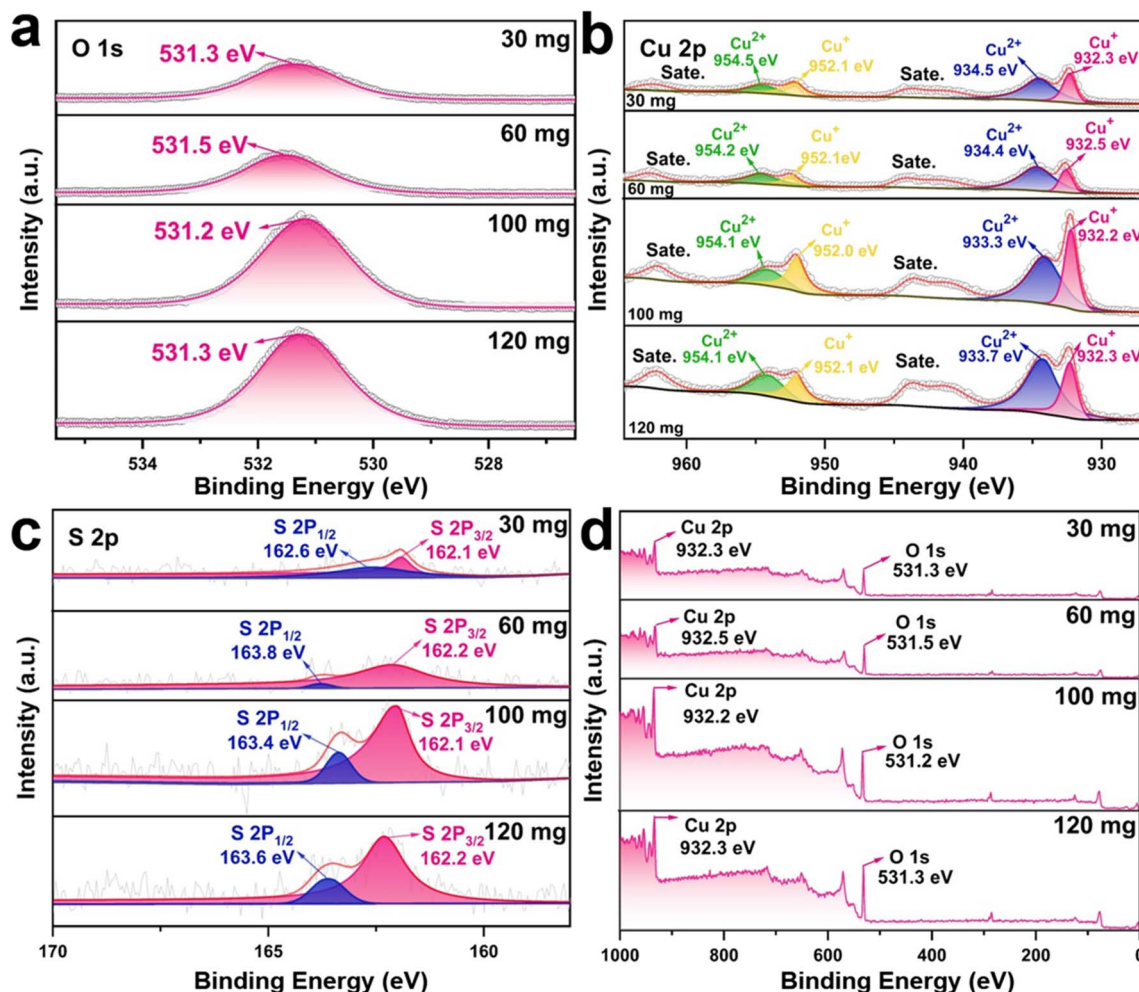 a
O 1s
30 mg
531.3 eV
60 mg
531.5 eV
100 mg
531.2 eV
120 mg
531.3 eV
Intensity (a.u.)
534
532
530
528
Binding Energy (eV)
b
Cu 2p
Sate.
Cu2+
954.5 eV
Cu+
952.1 eV
Sate.
Cu2+
934.5 eV
Cu+
932.3 eV
30 mg
Cu2+
954.2 eV
Cu+
952.1eV
Cu2+
934.4 eV
Cu+
932.5 eV
60 mg
Sate.
Cu2+
954.1 eV
Cu+
952.0 eV
Sate.
Cu2+
933.3 eV
Cu+
932.2 eV
100 mg
Sate.
Cu2+
954.1 eV
Cu+
952.1 eV
Sate.
Cu2+
933.7 eV
Cu+
932.3 eV
120 mg
Intensity (a.u.)
960
950
940
930
Binding Energy (eV)
c
S 2p
30 mg
S 2P1/2
162.6 eV
S 2P3/2
162.1 eV
60 mg
S 2P1/2
163.8 eV
S 2P3/2
162.2 eV
100 mg
S 2P1/2
163.4 eV
S 2P3/2
162.1 eV
120 mg
S 2P1/2
163.6 eV
S 2P3/2
162.2 eV
Intensity (a.u.)
170
165
160
Binding Energy (eV)
d
30 mg
Cu 2p
932.3 eV
O 1s
531.3 eV
60 mg
Cu 2p
932.5 eV
O 1s
531.5 eV
100 mg
Cu 2p
932.2 eV
O 1s
531.2 eV
120 mg
Cu 2p
932.3 eV
O 1s
531.3 eV
Intensity (a.u.)
1000
800
600
400
200
0
Binding Energy (eV)